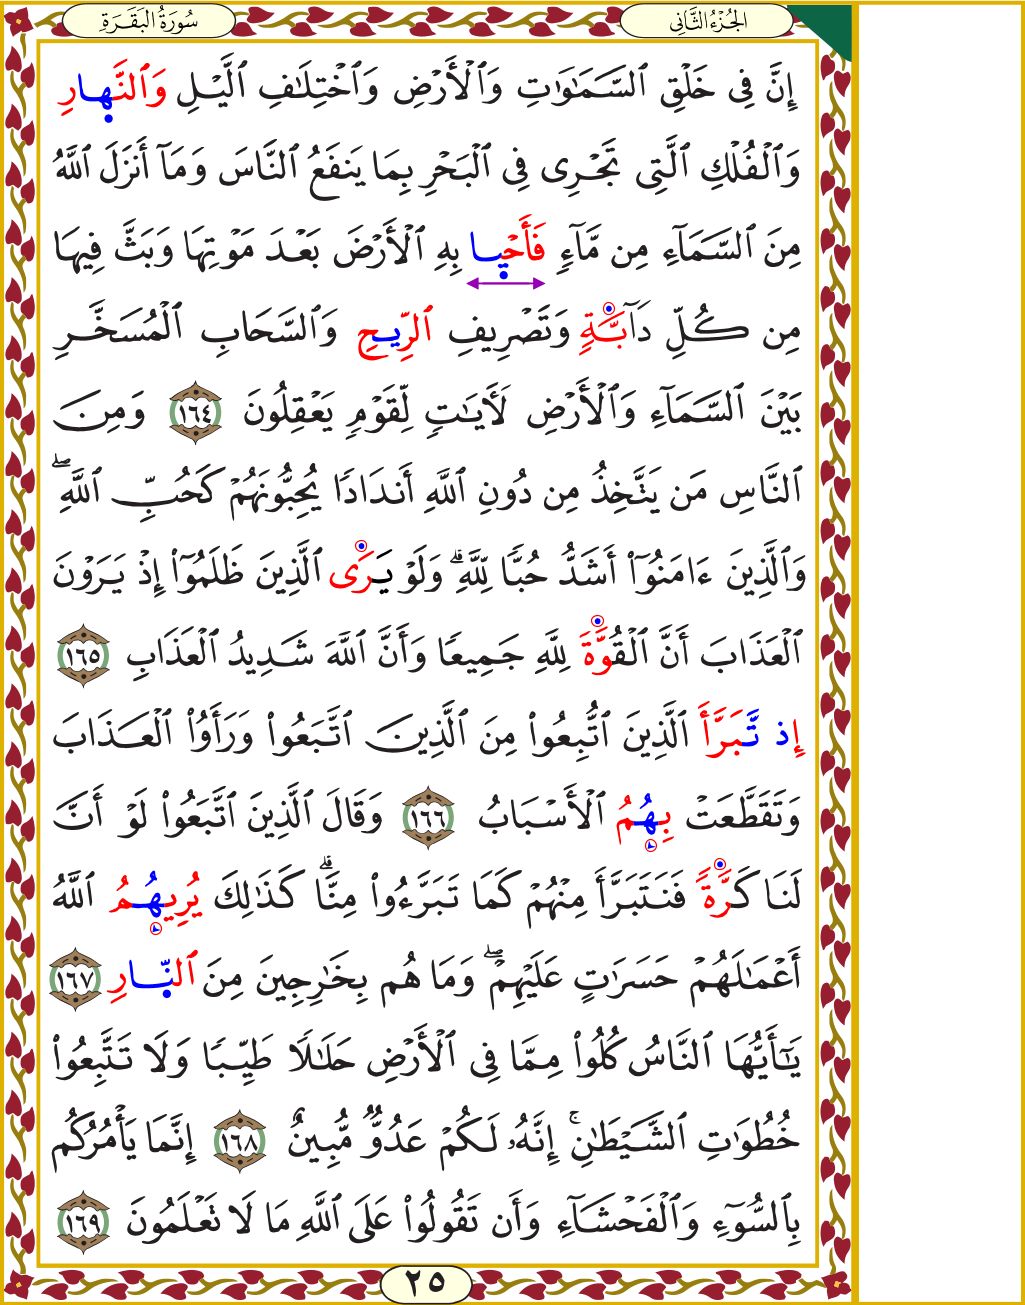 الجُزْءُ الثَّانِي
سُورَةُ البَقَرَةِ
إِنَّ فِي خَلْقِ ٱلسَّمَٰوَٰتِ وَٱلْأَرْضِ وَٱخْتِلَٰفِ ٱلَّيْلِ وَٱلنَّهِارِ
وَٱلْفُلْكِ ٱلَّتِي تَجْرِى فِي ٱلْبَحْرِ بِمَا يَنفَعُ ٱلنَّاسَ وَمَآ أَنزَلَ ٱللَّهُ
مِنَ ٱلسَّمَآءِ مِن مَّآءٍ فَأَحْيا بِهِ ٱلْأَرْضَ بَعْدَ مَوْتِهَا وَبَثَّ فِيهَا
مِن كُلِّ دَآبَّةٍ وَتَصْرِيفِ ٱلرِّيحِ وَٱلسَّحَابِ ٱلْمُسَخَّرِ
بَيْنَ ٱلسَّمَآءِ وَٱلْأَرْضِ لَأٓيَٰتٍ لِّقَوْمٍ يَعْقِلُونَ ١٦٤ وَمِنَ
ٱلنَّاسِ مَن يَتَّخِذُ مِن دُونِ ٱللَّهِ أَندَادًا يُحِبُّونَهُمْ كَحُبِّ ٱللَّهِۖ
وَٱلَّذِينَ ءَامَنُوٓا۟ أَشَدُّ حُبًّا لِّلَّهِۗ وَلَوْ يَرَى ٱلَّذِينَ ظَلَمُوٓا۟ إِذْ يَرَوْنَ
ٱلْعَذَابَ أَنَّ ٱلْقُوَّةَ لِلَّهِ جَمِيعًا وَأَنَّ ٱللَّهَ شَدِيدُ ٱلْعَذَابِ ١٦٥
إِذ تَّبَرَّأَ ٱلَّذِينَ ٱتُّبِعُوا۟ مِنَ ٱلَّذِينَ ٱتَّبَعُوا۟ وَرَأَوُا۟ ٱلْعَذَابَ
وَتَقَطَّعَتْ بِهُمُ ٱلْأَسْبَابُ ١٦٦ وَقَالَ ٱلَّذِينَ ٱتَّبَعُوا۟ لَوْ أَنَّ
لَنَا كَرَّةً فَنَتَبَرَّأَ مِنْهُمْ كَمَا تَبَرَّءُوا۟ مِنَّاۗ كَذَٰلِكَ يُرِيهُمُ ٱللَّهُ
أَعْمَٰلَهُمْ حَسَرَٰتٍ عَلَيْهِمْۖ وَمَا هُم بِخَٰرِجِينَ مِنَ ٱلنِّارِ ١٦٧
يَٰٓأَيُّهَا ٱلنَّاسُ كُلُوا۟ مِمَّا فِي ٱلْأَرْضِ حَلَٰلًا طَيِّبًا وَلَا تَتَّبِعُوا۟
خُطُوَٰتِ ٱلشَّيْطَٰنِۚ إِنَّهُۥ لَكُمْ عَدُوٌّ مُّبِينٌ ١٦٨ إِنَّمَا يَأْمُرُكُم
بِٱلسُّوٓءِ وَٱلْفَحْشَآءِ وَأَن تَقُولُوا۟ عَلَى ٱللَّهِ مَا لَا تَعْلَمُونَ ١٦٩
٢٥